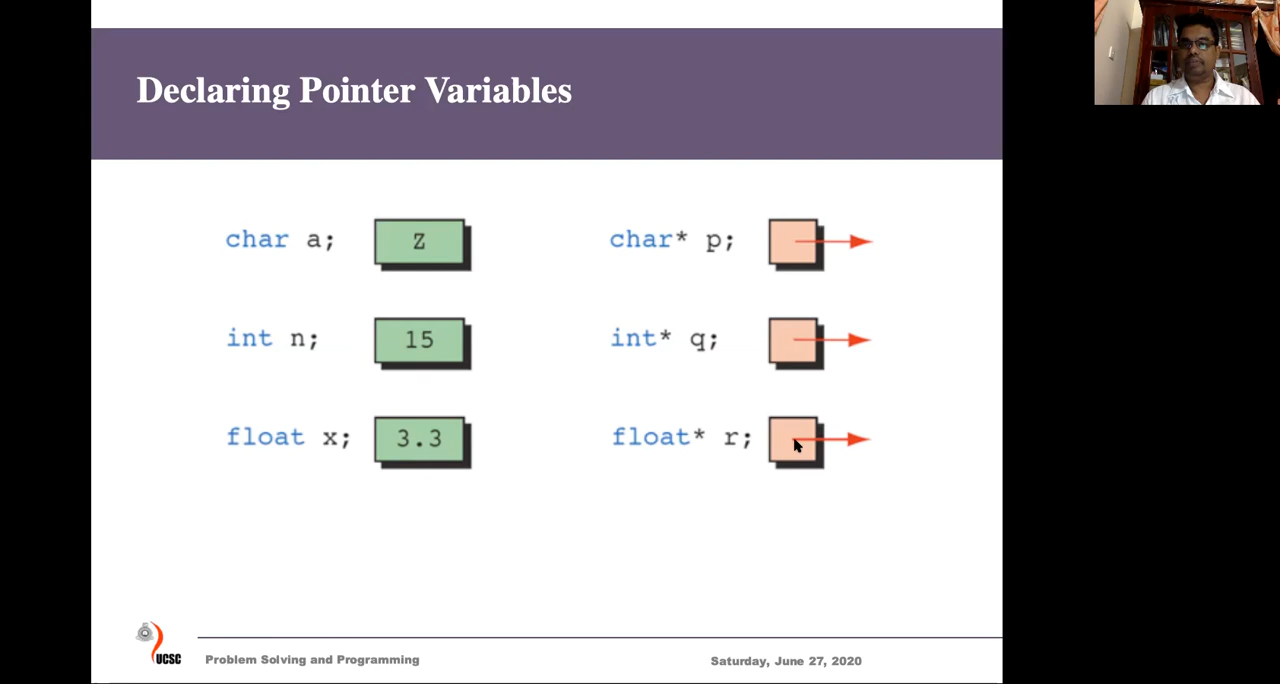 Declaring Pointer Variables
char a; Z char* p;
int n; 15 int* q;
float x; 3.3 float* r;
UCSC Problem Solving and Programming Saturday, June 27, 2020